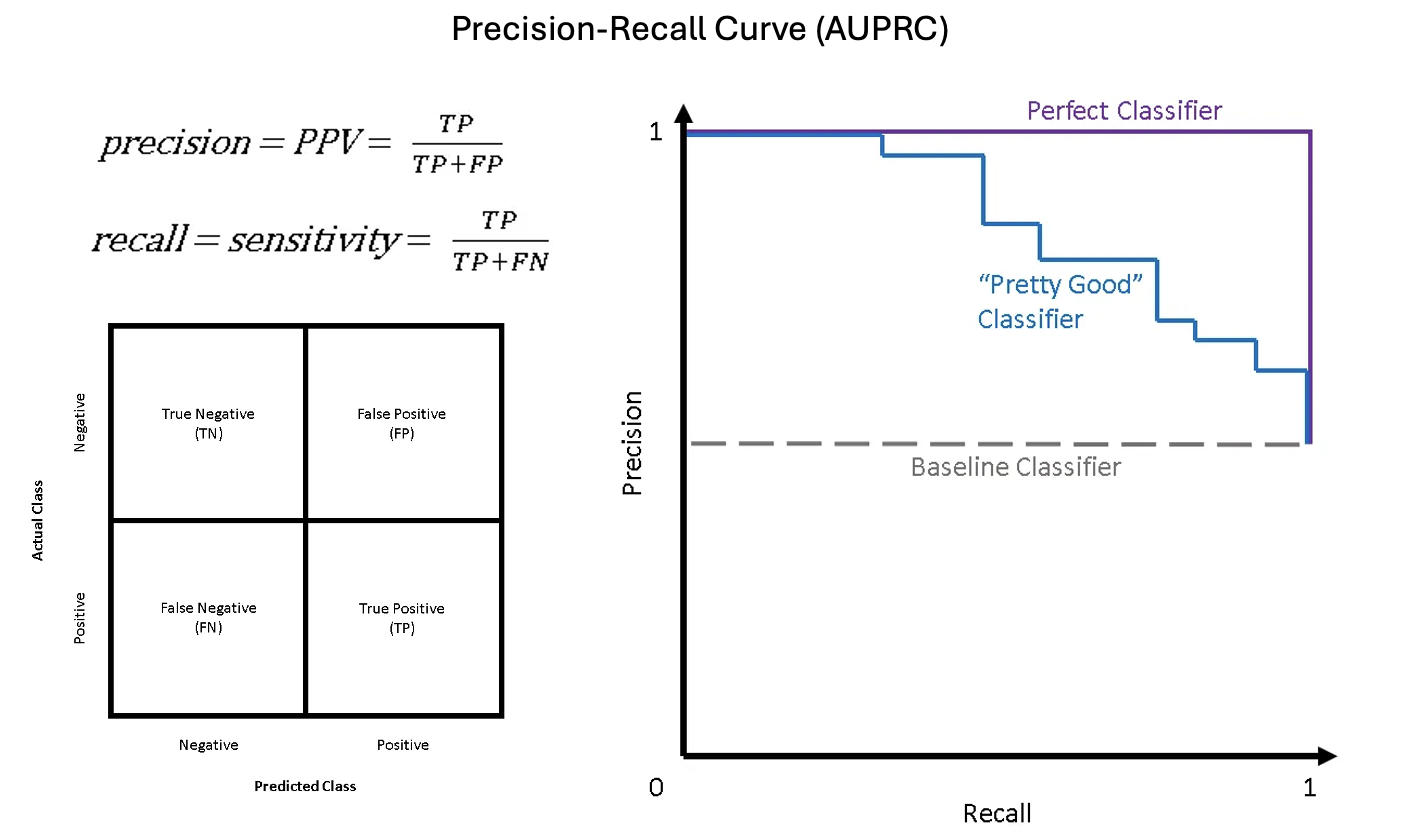 Precision-Recall Curve (AUPRC)
precision = PPV = TP / TP+FP
recall = sensitivity = TP / TP+FN
Actual Class
Negative
Positive
True Negative
(TN)
False Positive
(FP)
False Negative
(FN)
True Positive
(TP)
Negative
Positive
Predicted Class
Perfect Classifier
1
“Pretty Good”
Classifier
Precision
Baseline Classifier
0
1
Recall